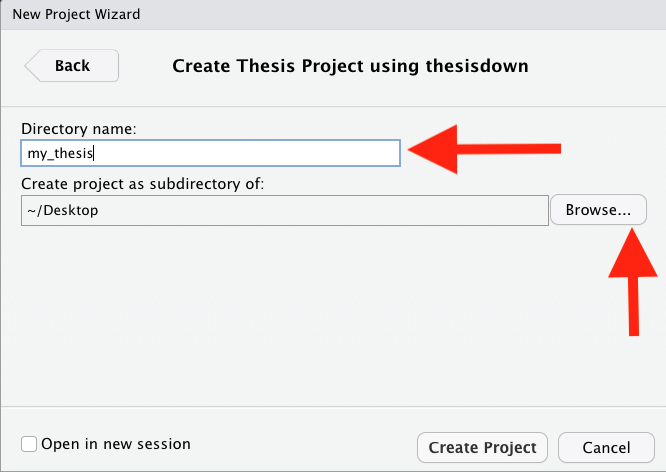 New Project Wizard
Back
Create Thesis Project using thesisdown
Directory name:
my_thesis
Create project as subdirectory of:
~/Desktop
Browse...
Open in new session
Create Project
Cancel